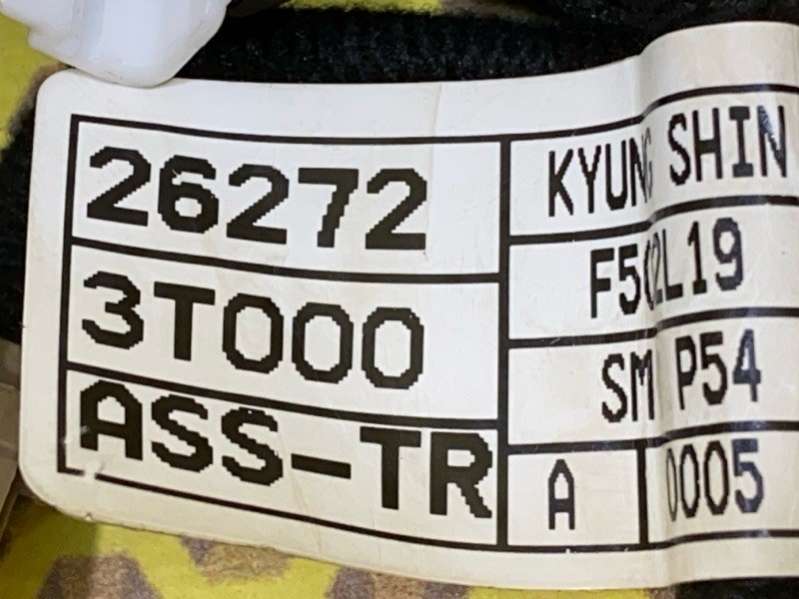 26272
3T000
ASS-TR
KYUNG SHIN
SM P54
A 0005